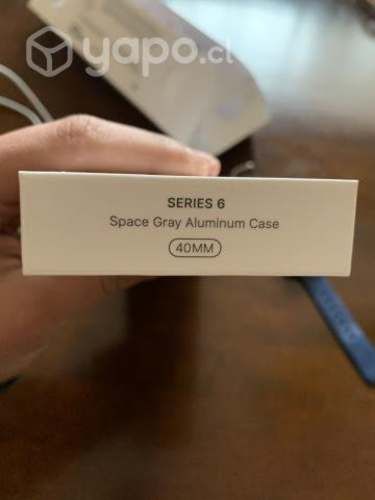 yapo.cl
SERIES 6
Space Gray Aluminum Case
40MM